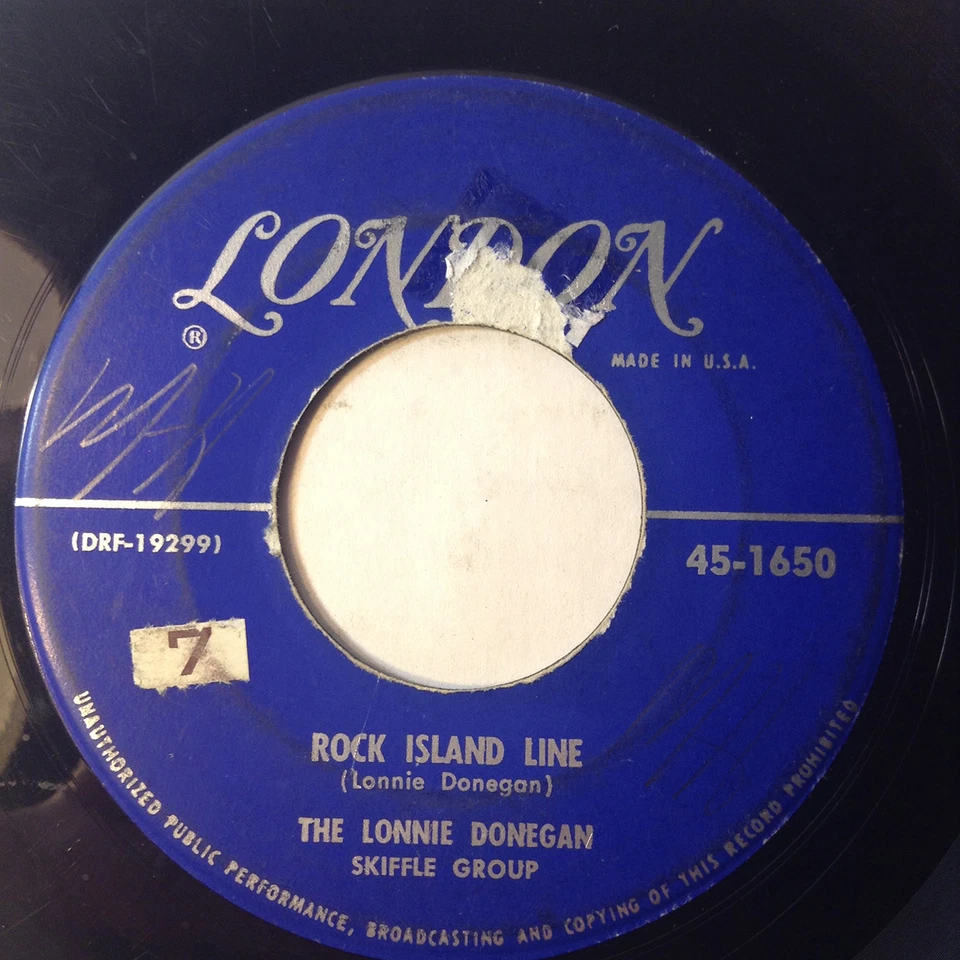 LONDON
®
MADE IN U.S.A.
(DRF-19299)
45-1650
7
ROCK ISLAND LINE
(Lonnie Donegan)
THE LONNIE DONEGAN
SKIFFLE GROUP
UNAUTHORIZED PUBLIC PERFORMANCE, BROADCASTING AND COPYING OF THIS RECORD PROHIBITED